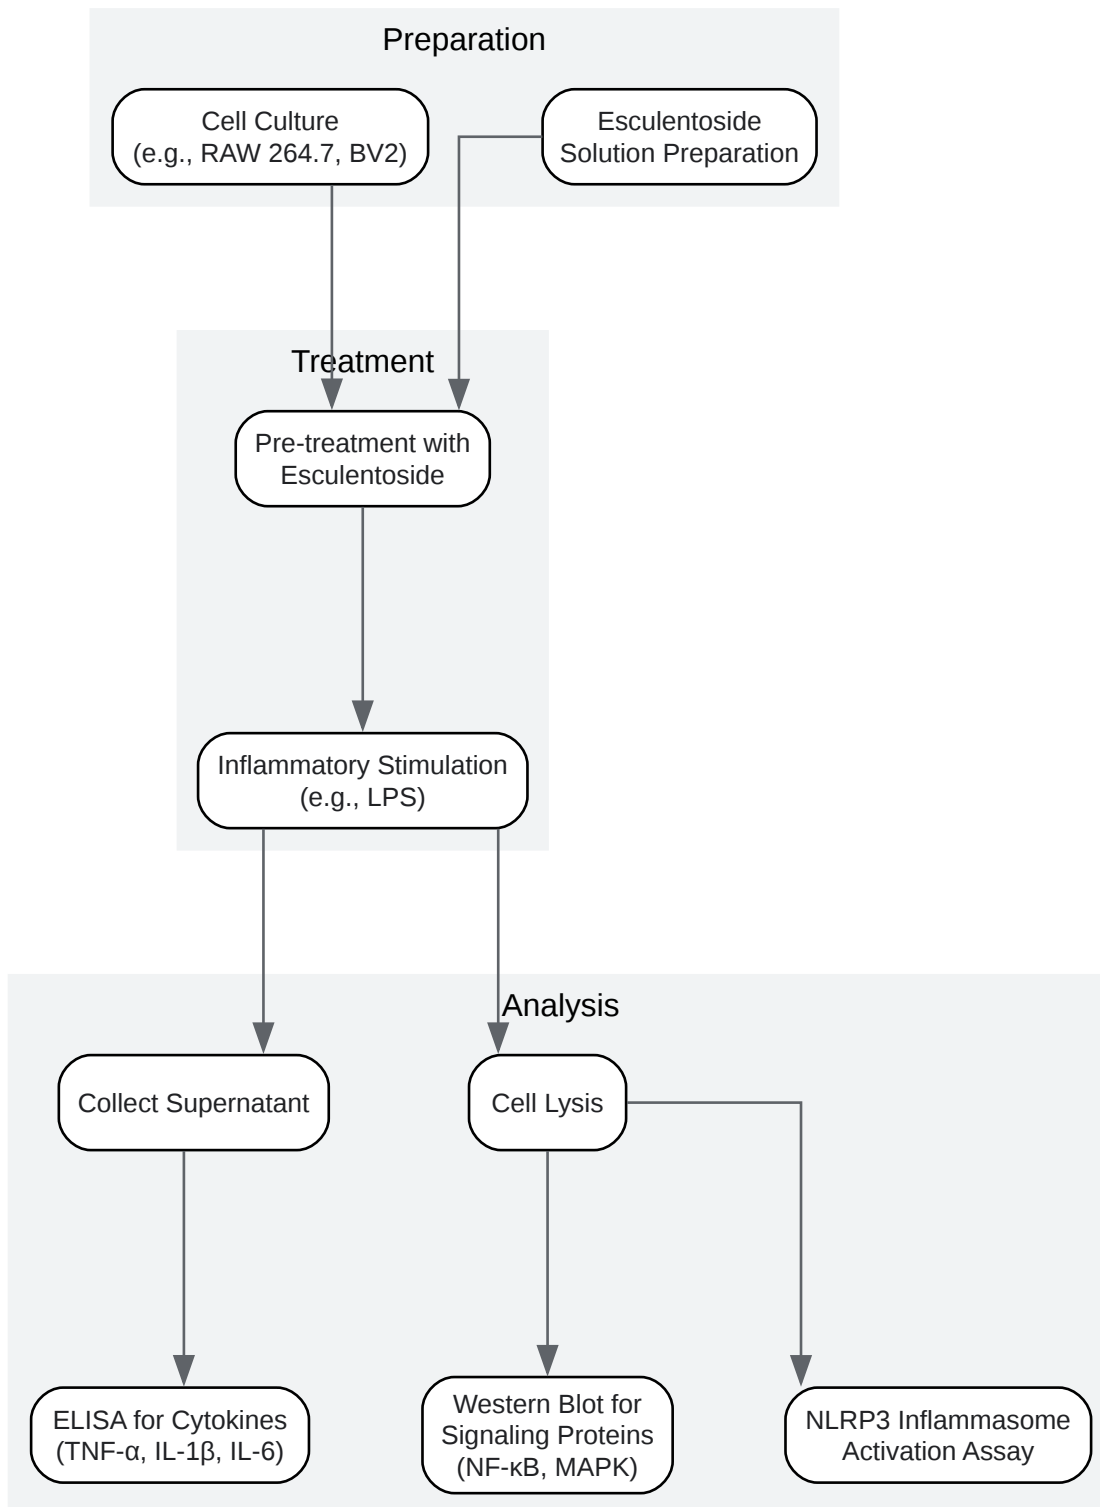 Preparation
Cell Culture
(e.g., RAW 264.7, BV2)
Esculentoside
Solution Preparation
Treatment
Pre-treatment with
Esculentoside
Inflammatory Stimulation
(e.g., LPS)
Analysis
Collect Supernatant
Cell Lysis
ELISA for Cytokines
(TNF-α, IL-1β, IL-6)
Western Blot for
Signaling Proteins
(NF-κB, MAPK)
NLRP3 Inflammasome
Activation Assay